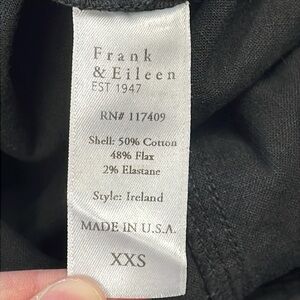 Frank
& Eileen
EST 1947
RN# 117409
Shell: 50% Cotton
48% Flax
2% Elastane
Style: Ireland
MADE IN U.S.A.
XXS